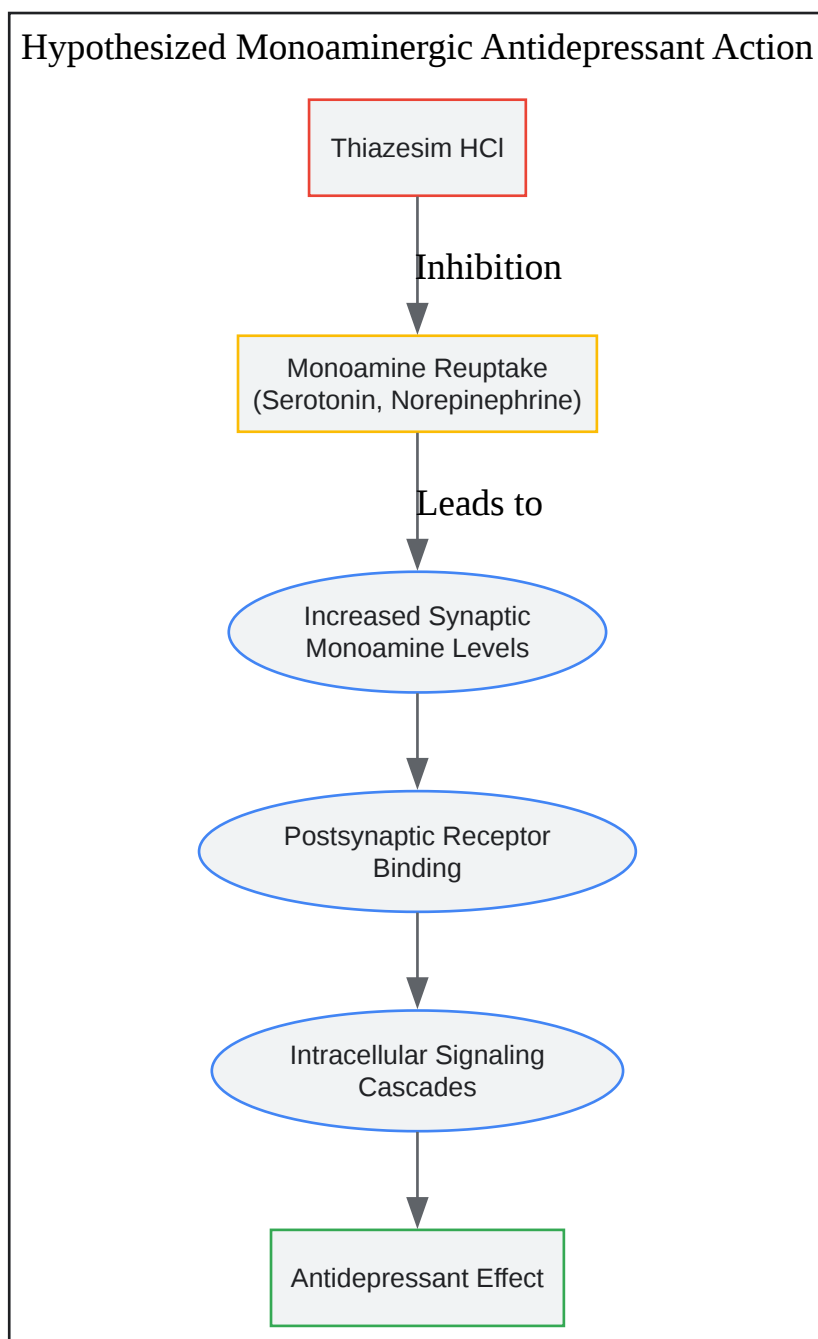 Hypothesized Monoaminergic Antidepressant Action
Thiazesim HCl
Inhibition
Monoamine Reuptake
(Serotonin, Norepinephrine)
Leads to
Increased Synaptic
Monoamine Levels
Postsynaptic Receptor
Binding
Intracellular Signaling
Cascades
Antidepressant Effect